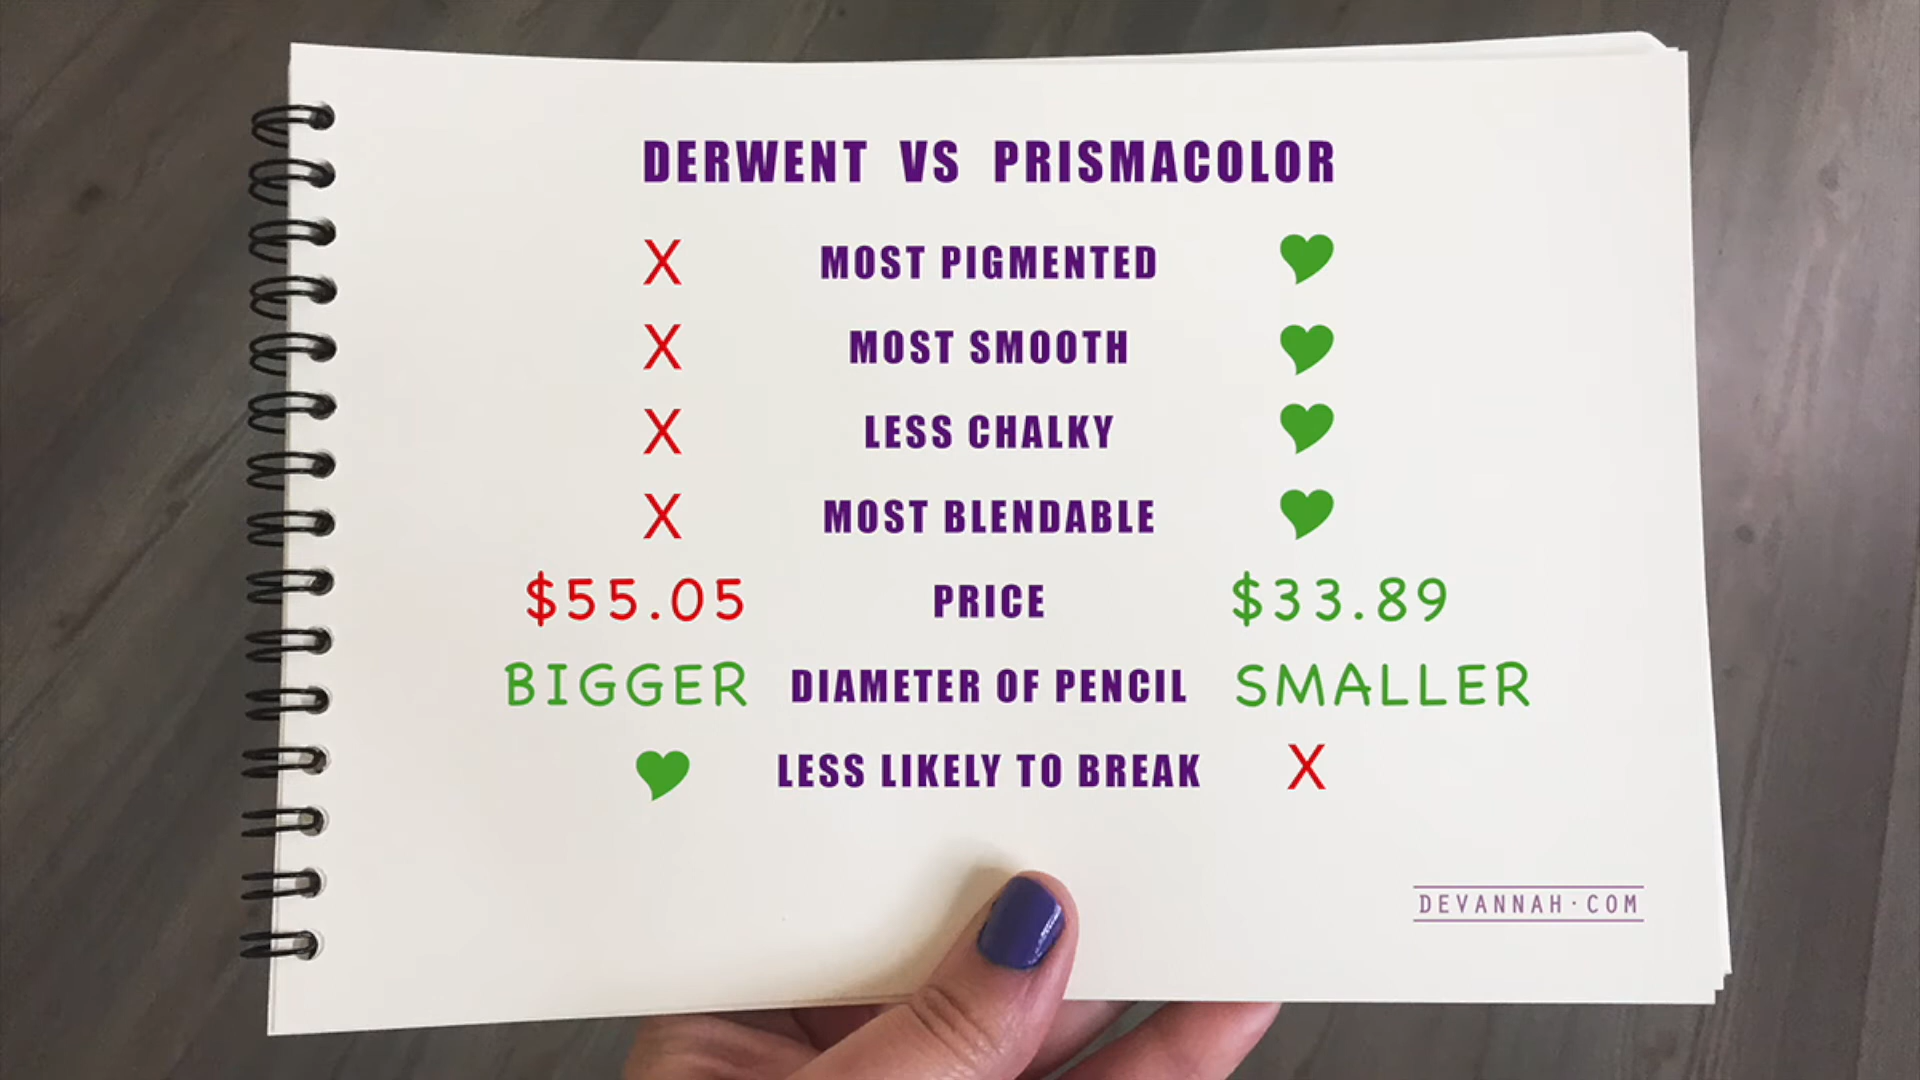 DERWENT VS PRISMACOLOR
X MOST PIGMENTED
X MOST SMOOTH
X LESS CHALKY
X MOST BLENDABLE
$55.05 PRICE $33.89
BIGGER DIAMETER OF PENCIL SMALLER
LESS LIKELY TO BREAK X
DEVANNAH·COM